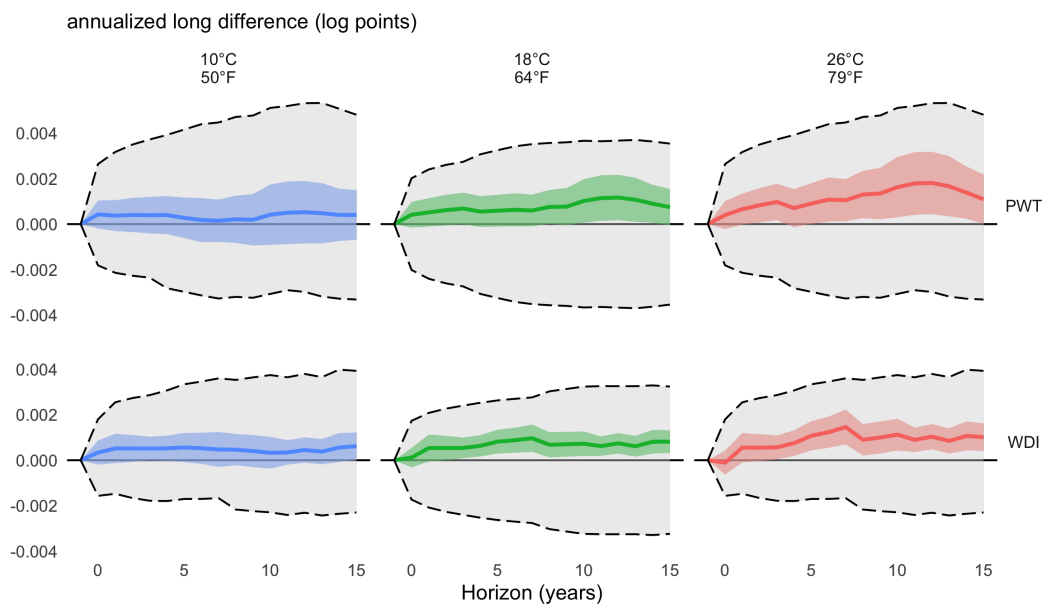 annualized long difference (log points)
10°C 18°C 26°C
50°F 64°F 79°F
0.004
0.002
0.000
-0.002
-0.004
PWT
0.004
0.002
0.000
-0.002
-0.004
WDI
0 5 10 15 0 5 10 15 0 5 10 15
Horizon (years)